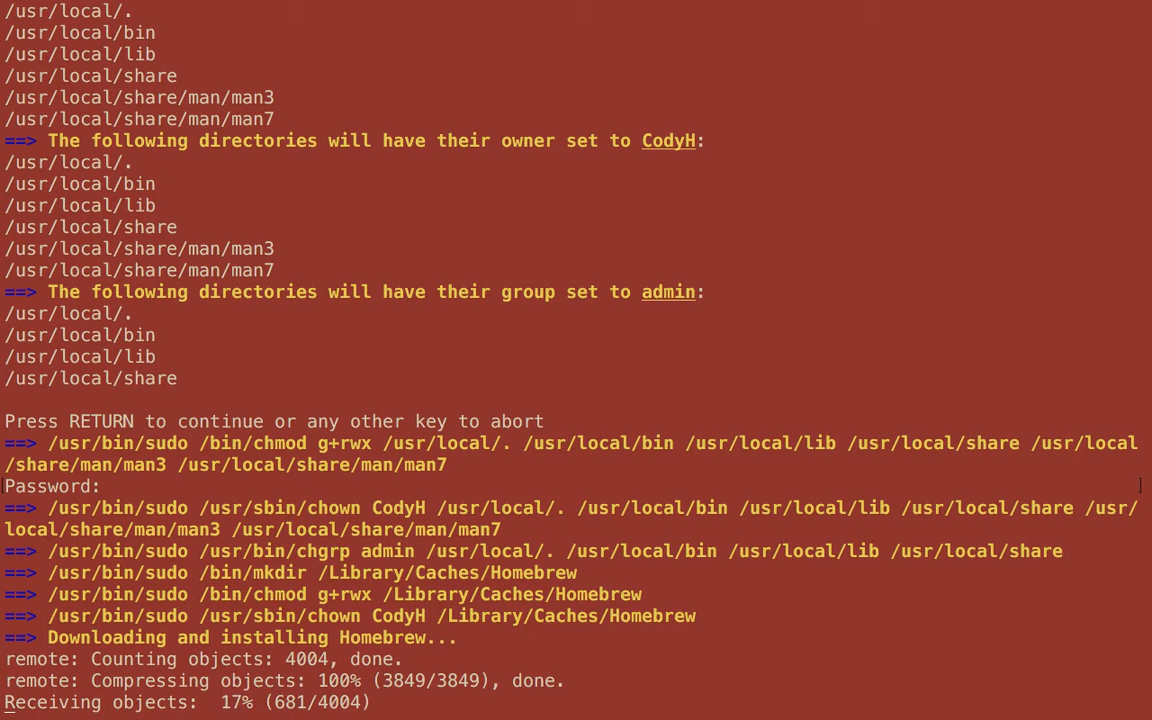 /usr/local/.
/usr/local/bin
/usr/local/lib
/usr/local/share
/usr/local/share/man/man3
/usr/local/share/man/man7
==> The following directories will have their owner set to CodyH:
/usr/local/.
/usr/local/bin
/usr/local/lib
/usr/local/share
/usr/local/share/man/man3
/usr/local/share/man/man7
==> The following directories will have their group set to admin:
/usr/local/.
/usr/local/bin
/usr/local/lib
/usr/local/share

Press RETURN to continue or any other key to abort
==> /usr/bin/sudo /bin/chmod g+rwx /usr/local/. /usr/local/bin /usr/local/lib /usr/local/share /usr/local
/share/man/man3 /usr/local/share/man/man7
Password:
==> /usr/bin/sudo /usr/sbin/chown CodyH /usr/local/. /usr/local/bin /usr/local/lib /usr/local/share /usr/
local/share/man/man3 /usr/local/share/man/man7
==> /usr/bin/sudo /usr/bin/chgrp admin /usr/local/. /usr/local/bin /usr/local/lib /usr/local/share
==> /usr/bin/sudo /bin/mkdir /Library/Caches/Homebrew
==> /usr/bin/sudo /bin/chmod g+rwx /Library/Caches/Homebrew
==> /usr/bin/sudo /usr/sbin/chown CodyH /Library/Caches/Homebrew
==> Downloading and installing Homebrew...
remote: Counting objects: 4004, done.
remote: Compressing objects: 100% (3849/3849), done.
Receiving objects:  17% (681/4004)